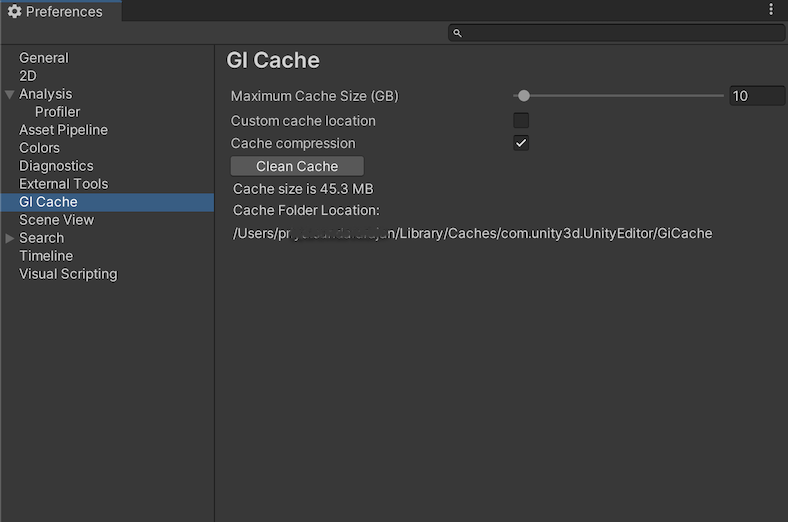 Preferences
General
2D
Analysis
Profiler
Asset Pipeline
Colors
Diagnostics
External Tools
GI Cache
Scene View
Search
Timeline
Visual Scripting
GI Cache
Maximum Cache Size (GB) 10
Custom cache location
Cache compression
Clean Cache
Cache size is 45.3 MB
Cache Folder Location:
/Users/ /Library/Caches/com.unity3d.UnityEditor/GiCache